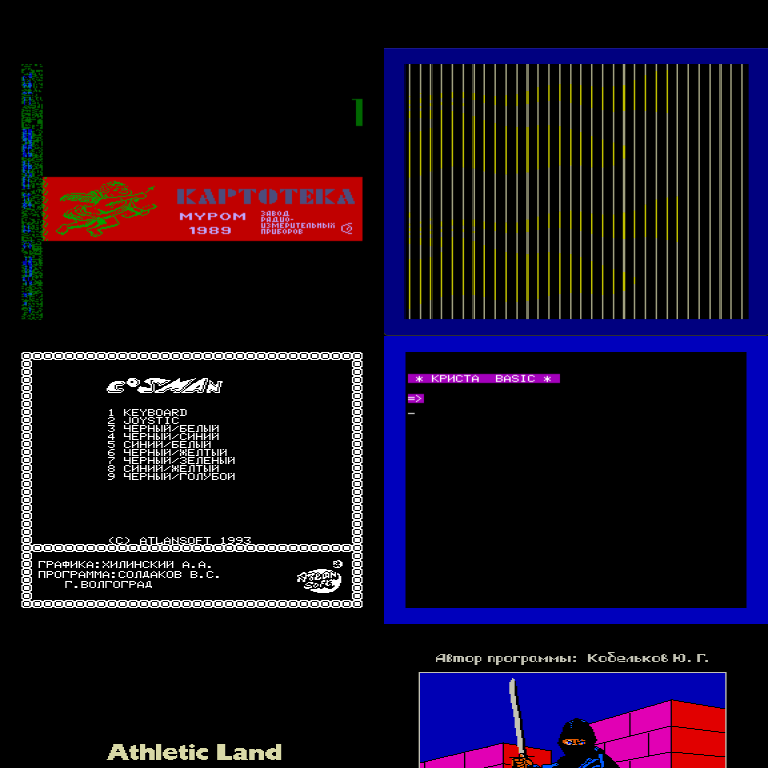 КАРТОТЕКА
МУРОМ
1989
ЗАВОД
РАДИО-
ИЗМЕРИТЕЛЬНЫХ
ПРИБОРОВ
COSMAN
1 KEYBOARD
2 JOYSTIC
3 ЧЕРНЫЙ/БЕЛЫЙ
4 ЧЕРНЫЙ/СИНИЙ
5 СИНИЙ/БЕЛЫЙ
6 ЧЕРНЫЙ/ЖЕЛТЫЙ
7 ЧЕРНЫЙ/ЗЕЛЕНЫЙ
8 СИНИЙ/ЖЕЛТЫЙ
9 ЧЕРНЫЙ/ГОЛУБОЙ
(C) ATLANSOFT 1993
ГРАФИКА:ХИЛИНСКИЙ А.А.
ПРОГРАММА:СОЛДАКОВ В.С.
Г.ВОЛГОГРАД
* КРИСТА BASIC *
=>
Athletic Land
Автор программы: Кобельков Ю. Г.